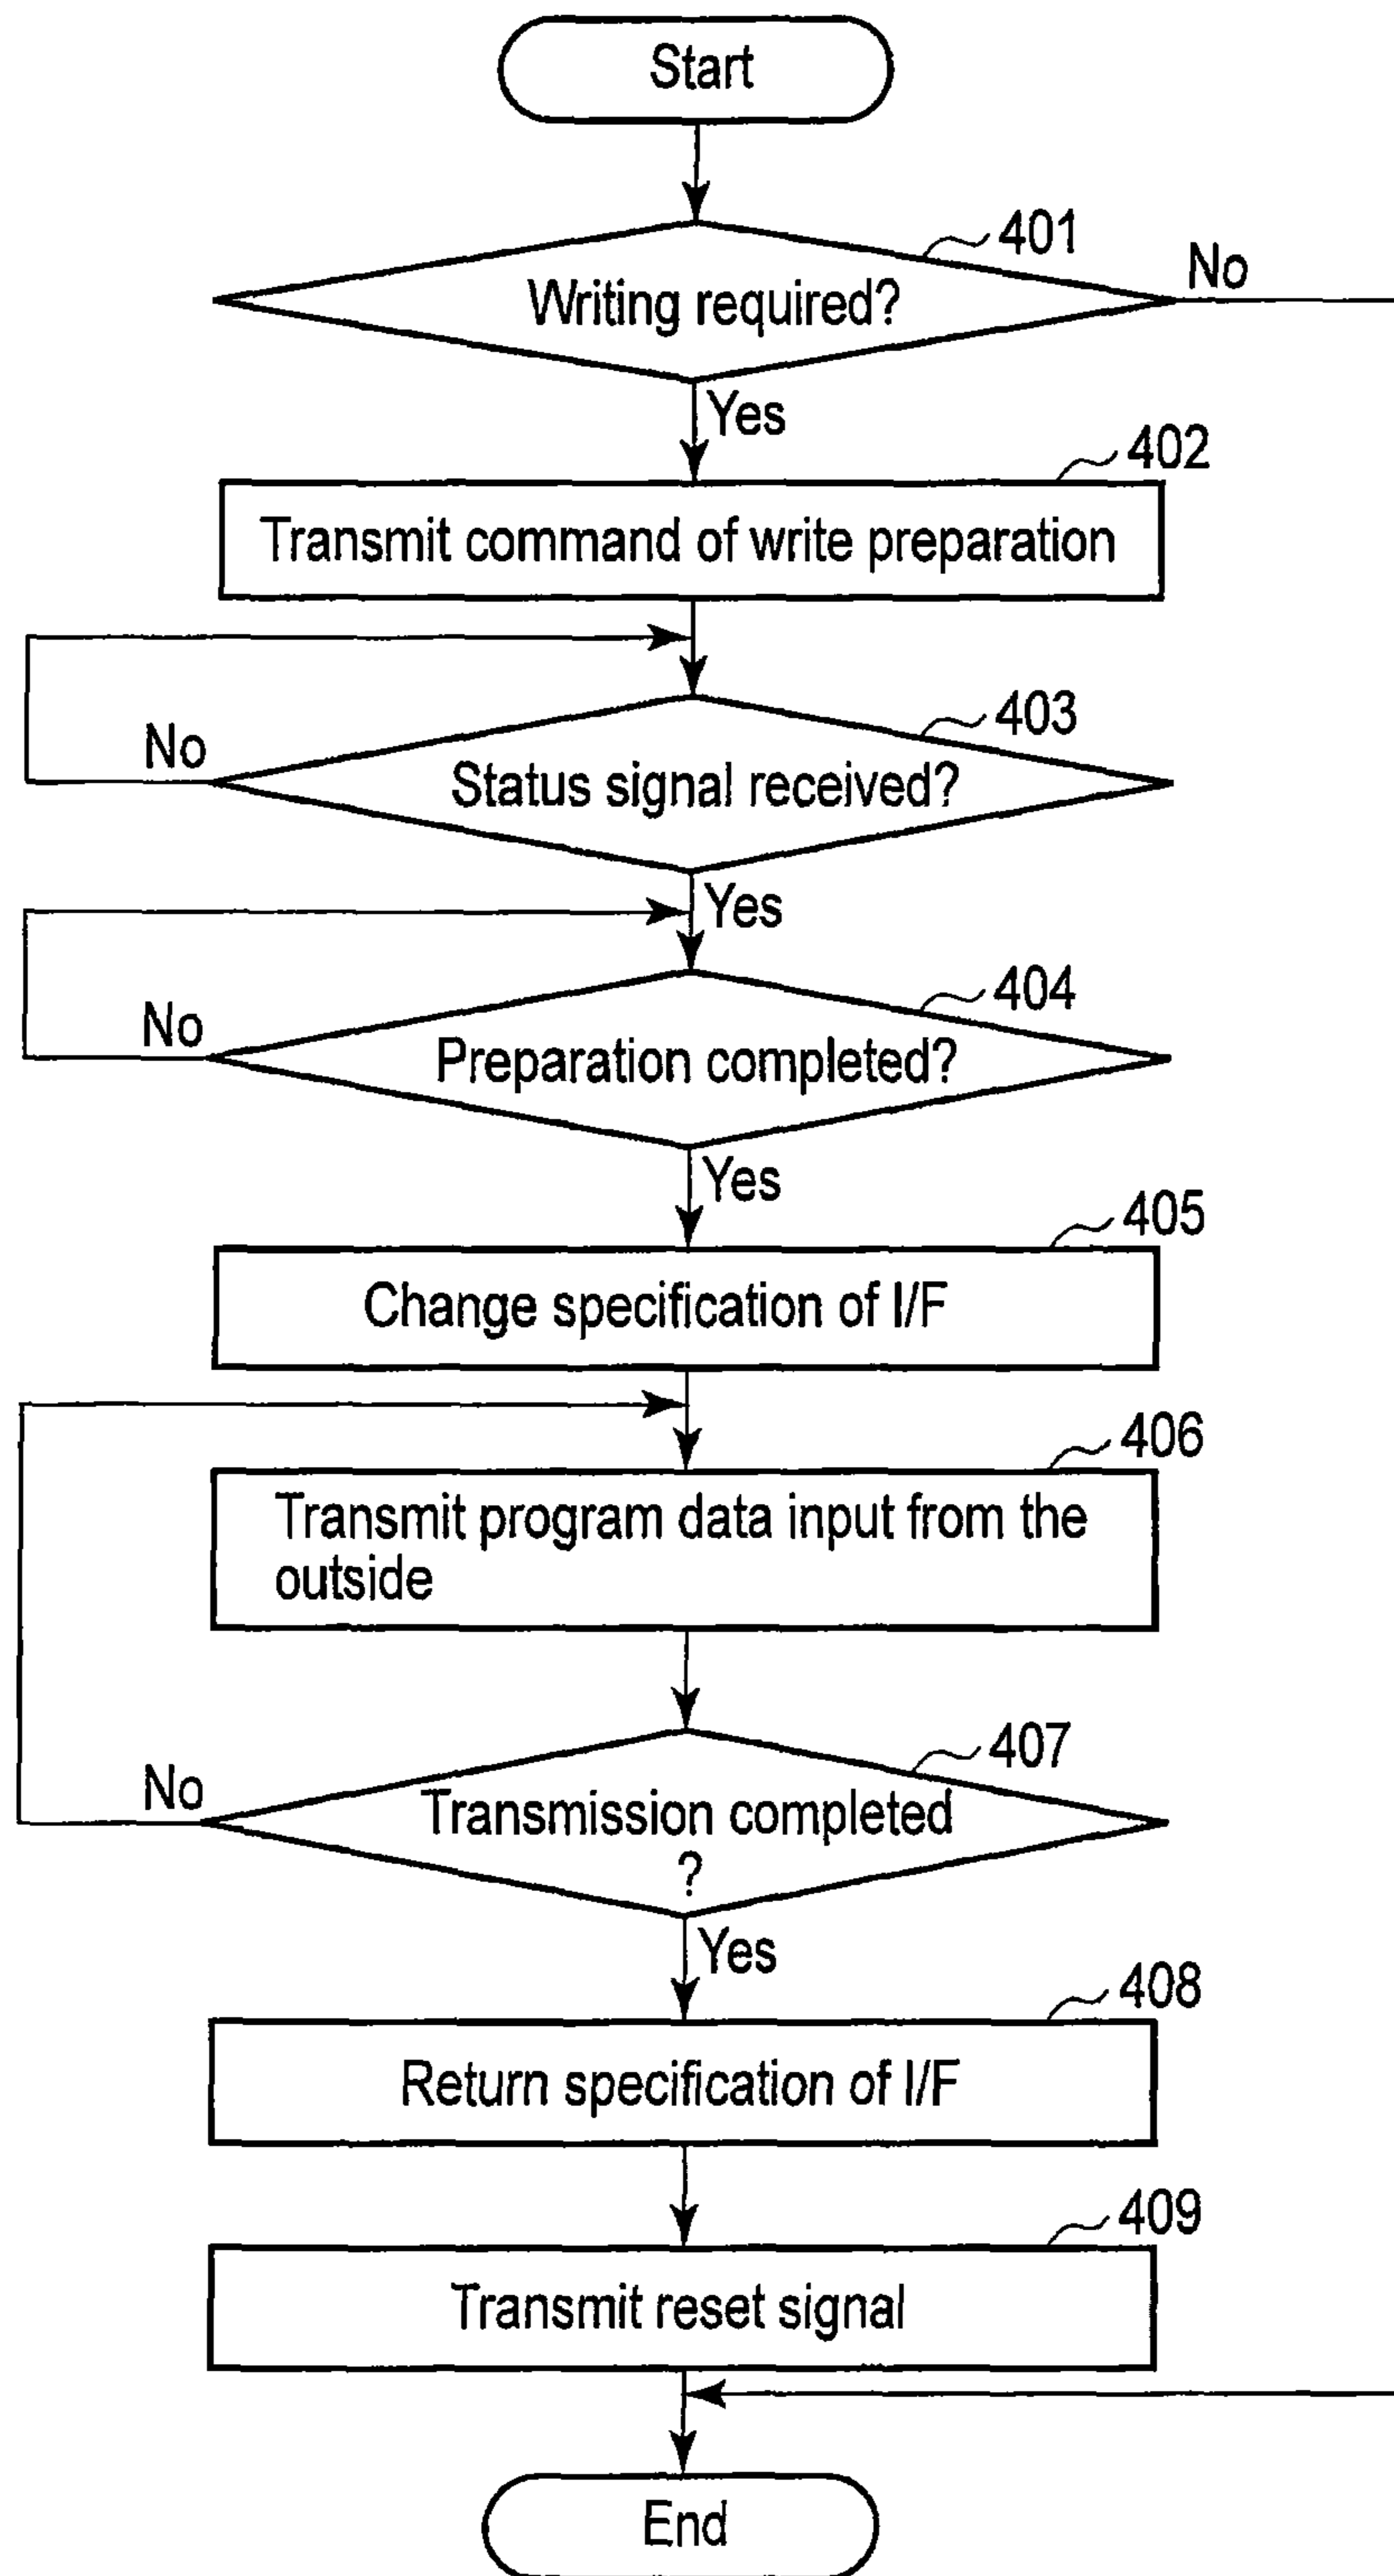 Start
401
No
Writing required?
Yes
402
Transmit command of write preparation
403
No
Status signal received?
Yes
404
No
Preparation completed?
Yes
405
Change specification of I/F
406
Transmit program data input from the
outside
407
No
Transmission completed
?
Yes
408
Return specification of I/F
409
Transmit reset signal
End